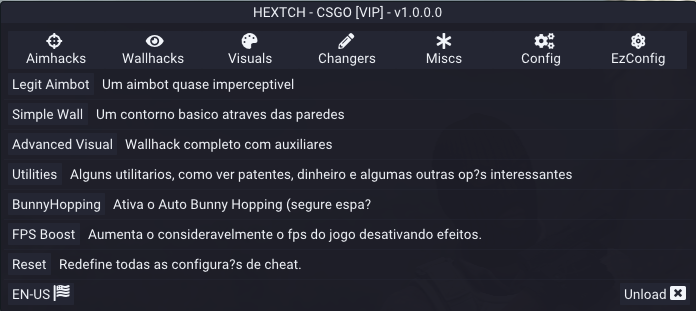 HEXTCH - CSGO [VIP] - v1.0.0.0
Aimhacks Wallhacks Visuals Changers Miscs Config EzConfig
Legit Aimbot Um aimbot quase imperceptivel
Simple Wall Um contorno basico atraves das paredes
Advanced Visual Wallhack completo com auxiliares
Utilities Alguns utilitarios, como ver patentes, dinheiro e algumas outras op?s interessantes
BunnyHopping Ativa o Auto Bunny Hopping (segure espa?
FPS Boost Aumenta o consideravelmente o fps do jogo desativando efeitos.
Reset Redefine todas as configura?s de cheat.
EN-US Unload